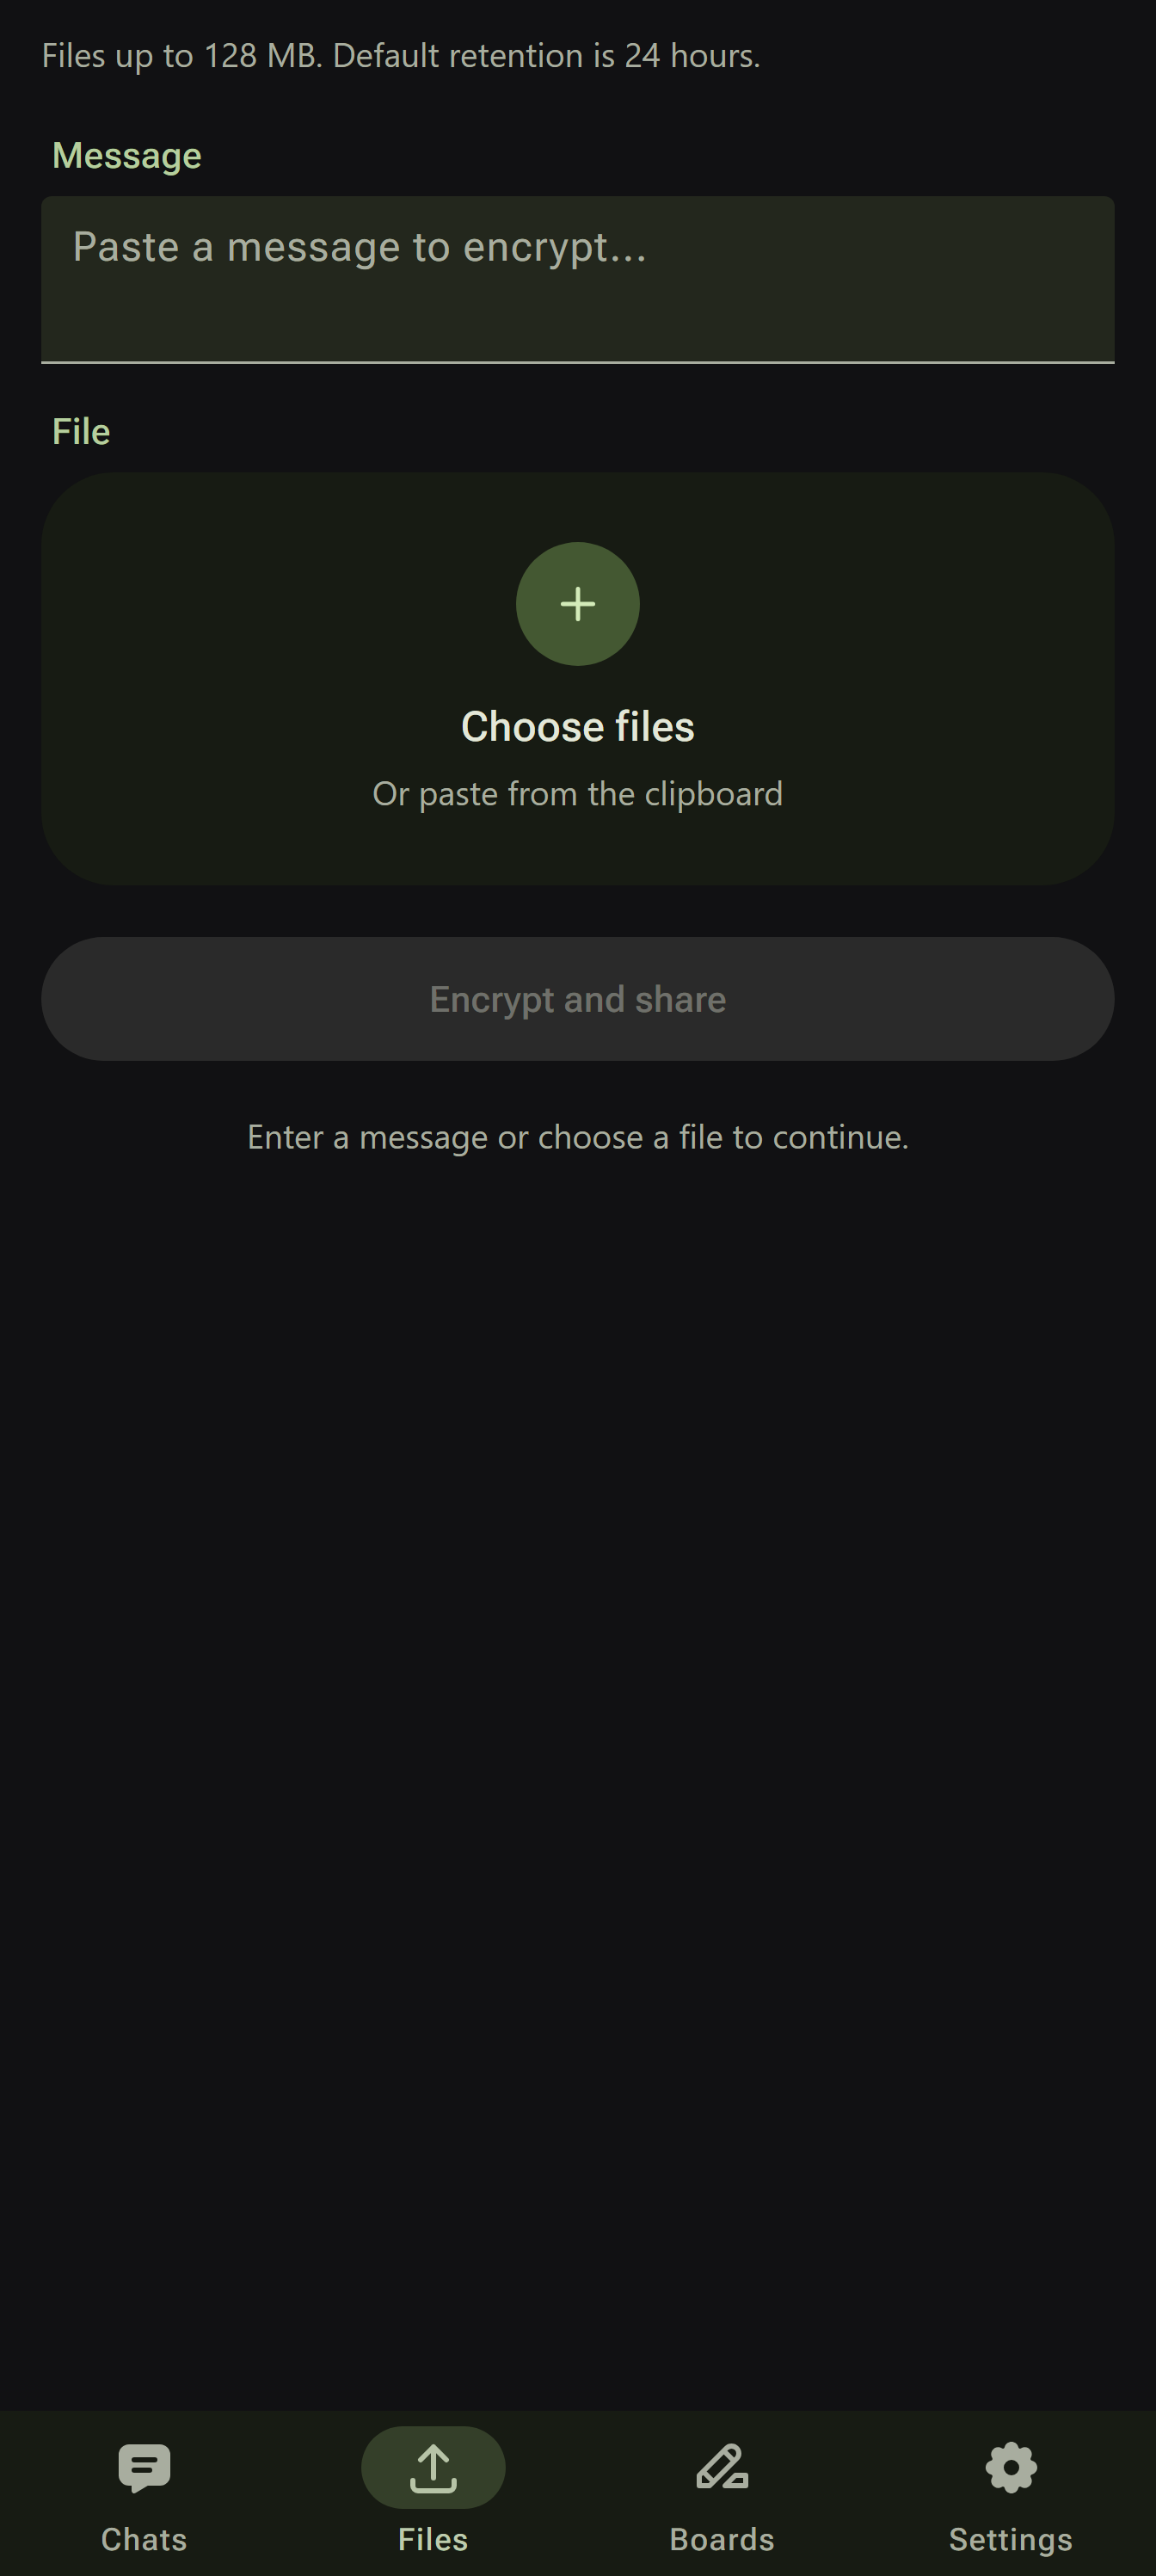 Files up to 128 MB. Default retention is 24 hours.
Message
Paste a message to encrypt...
File
Choose files
Or paste from the clipboard
Encrypt and share
Enter a message or choose a file to continue.
Chats
Files
Boards
Settings